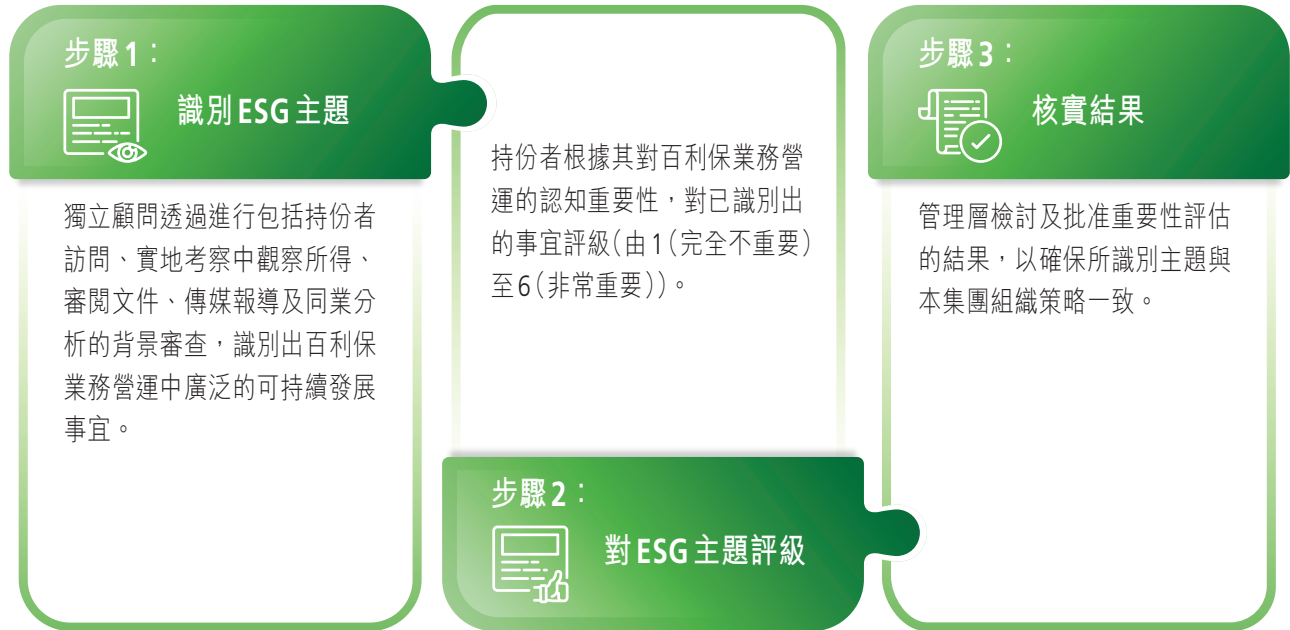 步驟1：
識別ESG主題
獨立顧問透過進行包括持份者
訪問、實地考察中觀察所得、
審閱文件、傳媒報導及同業分
析的背景審查，識別出百利保
業務營運中廣泛的可持續發展
事宜。
持份者根據其對百利保業務營
運的認知重要性，對已識別出
的事宜評級（由1（完全不重要）
至6（非常重要））。
步驟2：
對ESG主題評級
步驟3：
核實結果
管理層檢討及批准重要性評估
的結果，以確保所識別主題與
本集團組織策略一致。